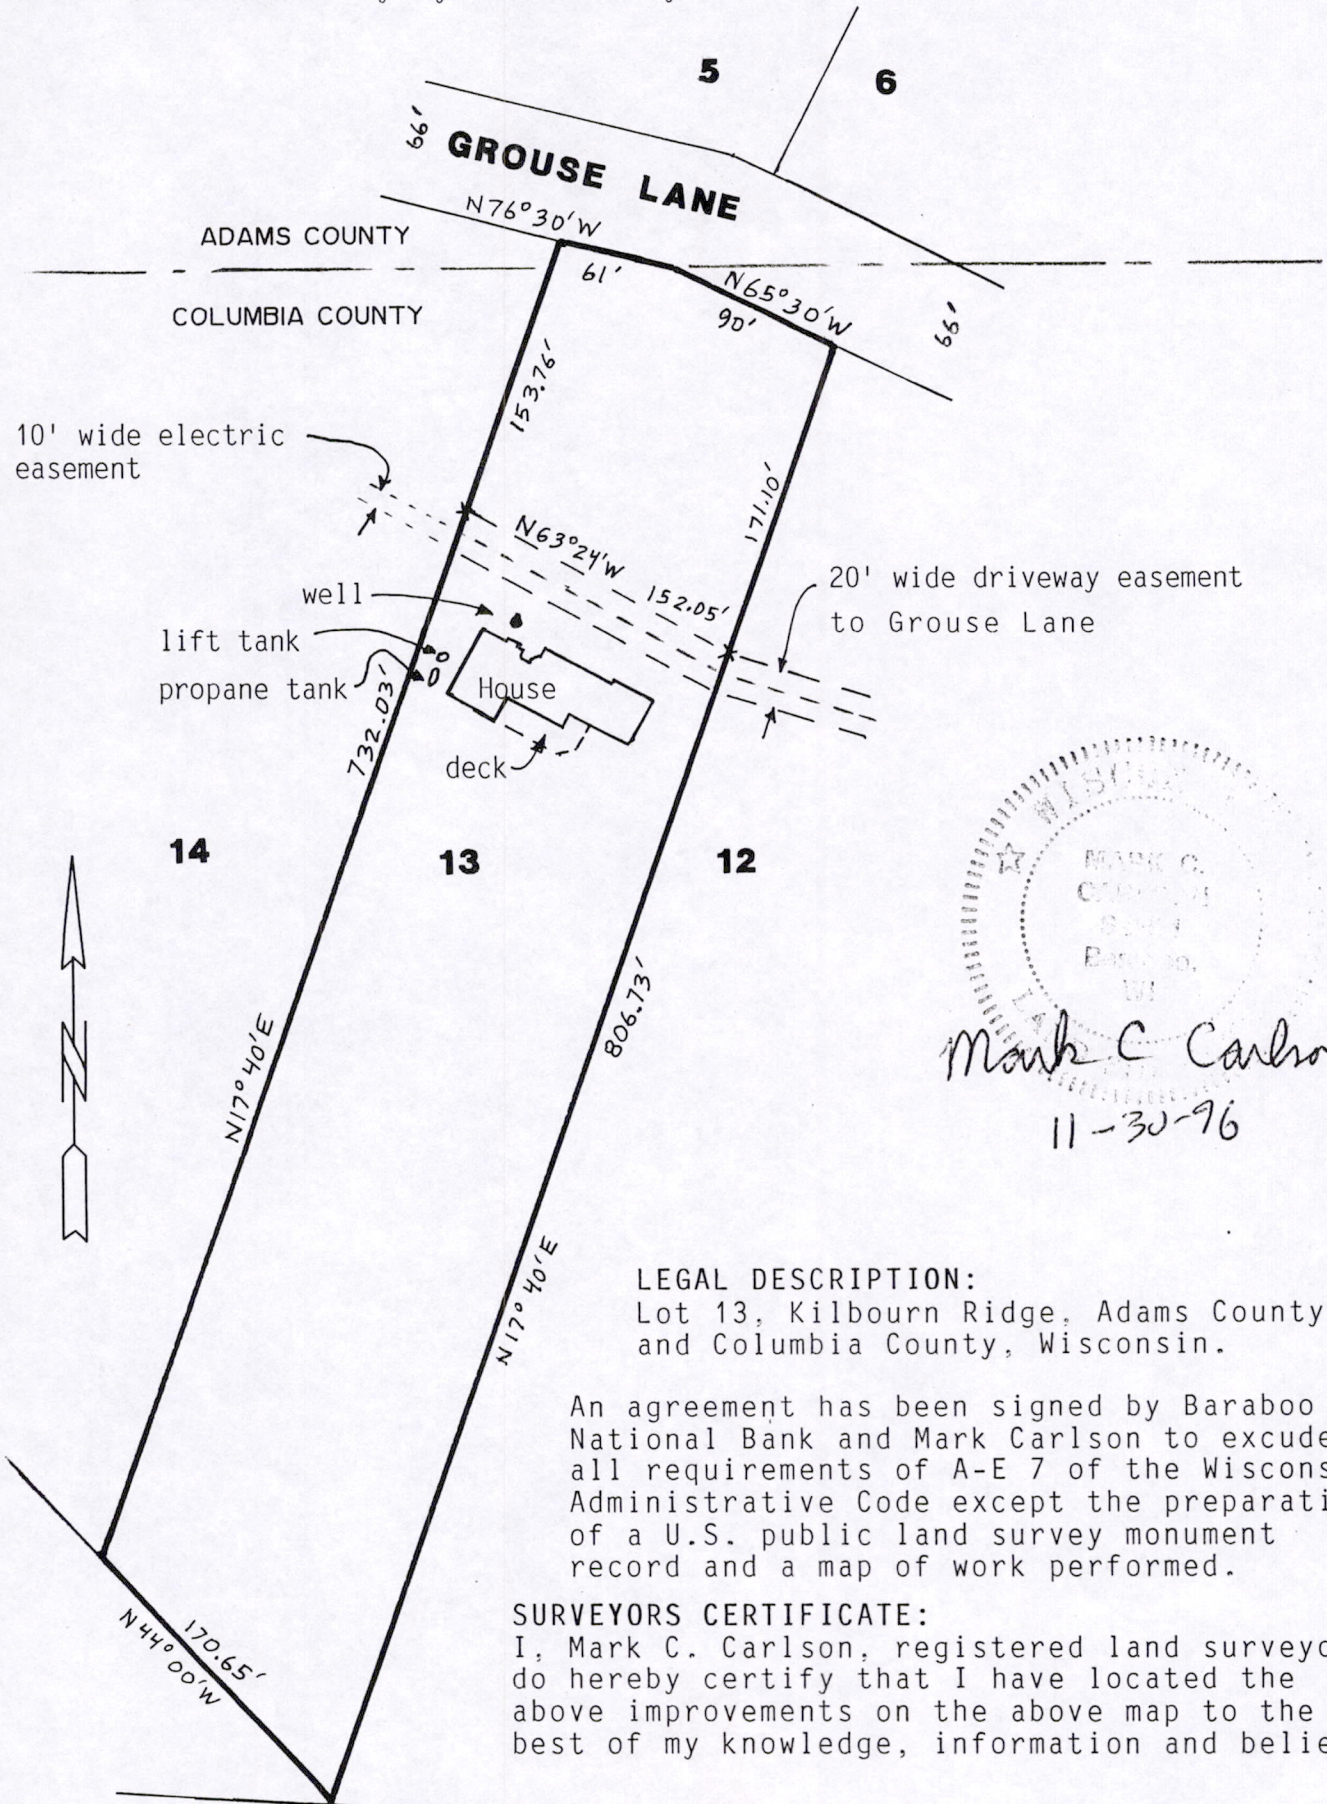 5
6
66'
GROUSE LANE
N76°30'W
ADAMS COUNTY
61'
N65°30'W
90'
COLUMBIA COUNTY
66'
153.76'
10' wide electric
easement
171.10'
N63°24'W
152.05'
20' wide driveway easement
to Grouse Lane
well
lift tank
propane tank
House
732.03'
deck
14
13
12
MARK C.
WI
806.73'
N17°40'E
N
Mark C
11-30-96
N17°40'E
LEGAL DESCRIPTION:
Lot 13, Kilbourn Ridge, Adams County
and Columbia County, Wisconsin.
An agreement has been signed by Baraboo
National Bank and Mark Carlson to excude
all requirements of A-E 7 of the Wiscons
Administrative Code except the preparati
of a U.S. public land survey monument
record and a map of work performed.
SURVEYORS CERTIFICATE:
I, Mark C. Carlson, registered land surveyo
do hereby certify that I have located the
above improvements on the above map to the
best of my knowledge, information and belie
170.65'
N44°00'W